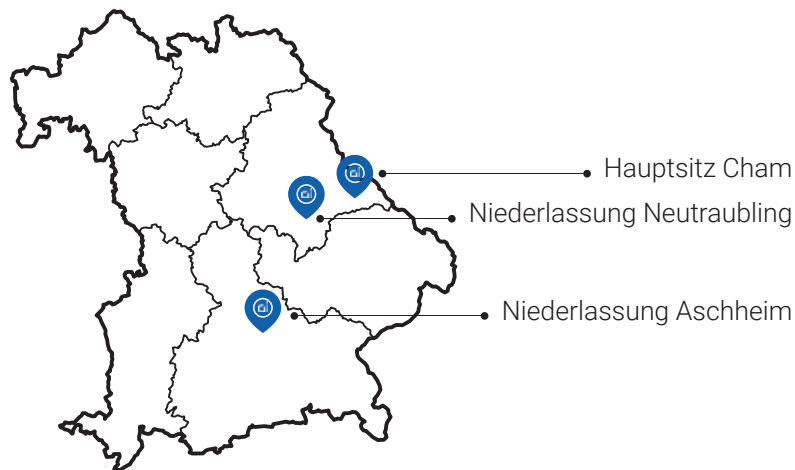 Hauptsitz Cham
Niederlassung Neutraubling
Niederlassung Aschheim